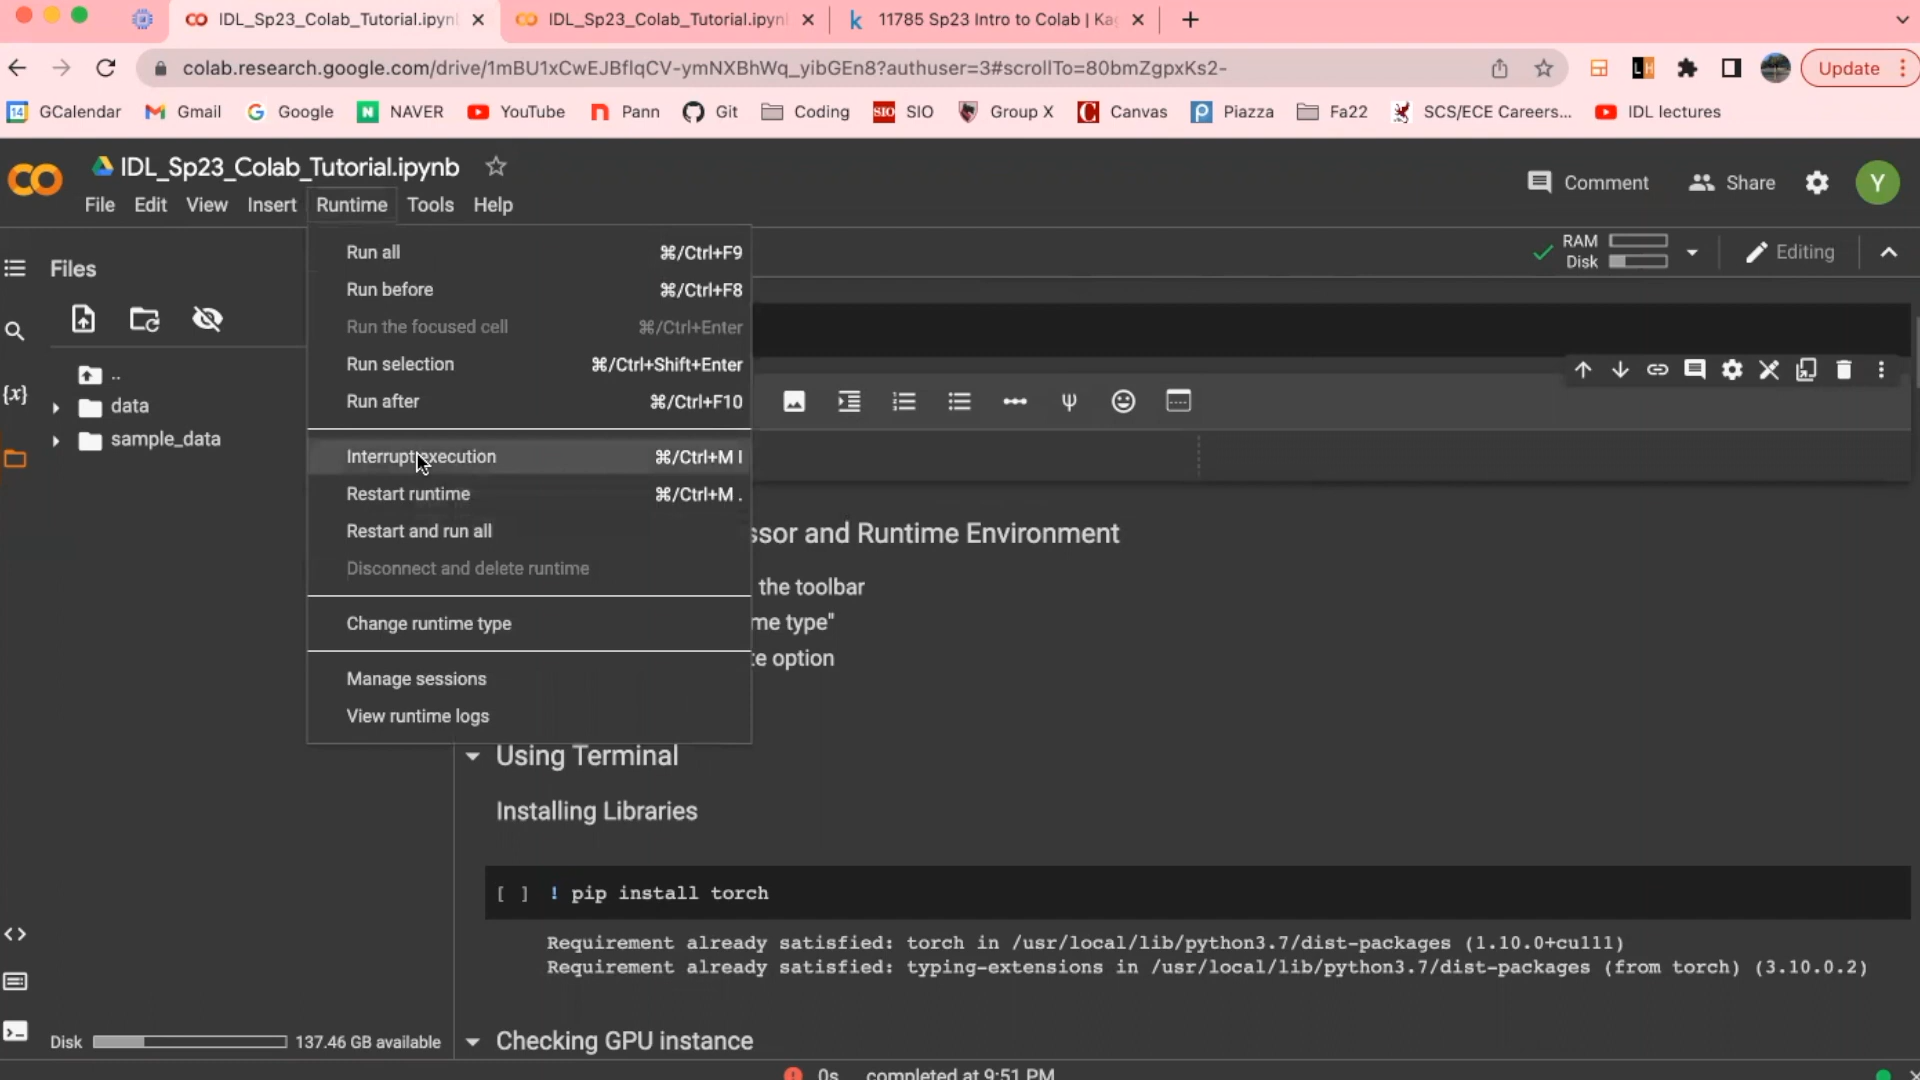 IDL_Sp23_Colab_Tutorial.ipyn
IDL_Sp23_Colab_Tutorial.ipyn
11785 Sp23 Intro to Colab | Ka
colab.research.google.com/drive/1mBU1xCwEJBflqCV-ymNXBhWq_yibGEn8?authuser=3#scrollTo=80bmZgpxKs2-
Update
GCalendar Gmail Google NAVER YouTube Pann Git Coding SIO Group X Canvas Piazza Fa22 SCS/ECE Careers... IDL lectures
IDL_Sp23_Colab_Tutorial.ipynb
Comment Share Y
File Edit View Insert Runtime Tools Help
Files
RAM
Disk
Editing
..
data
sample_data
Run all ⌘/Ctrl+F9
Run before ⌘/Ctrl+F8
Run the focused cell ⌘/Ctrl+Enter
Run selection ⌘/Ctrl+Shift+Enter
Run after ⌘/Ctrl+F10
Interrupt execution ⌘/Ctrl+M I
Restart runtime ⌘/Ctrl+M .
Restart and run all
Disconnect and delete runtime
Change runtime type
Manage sessions
View runtime logs
ssor and Runtime Environment
the toolbar
me type"
te option
Using Terminal
Installing Libraries
[ ] ! pip install torch
Requirement already satisfied: torch in /usr/local/lib/python3.7/dist-packages (1.10.0+cu111)
Requirement already satisfied: typing-extensions in /usr/local/lib/python3.7/dist-packages (from torch) (3.10.0.2)
Disk 137.46 GB available
Checking GPU instance
0s completed at 9:51 PM